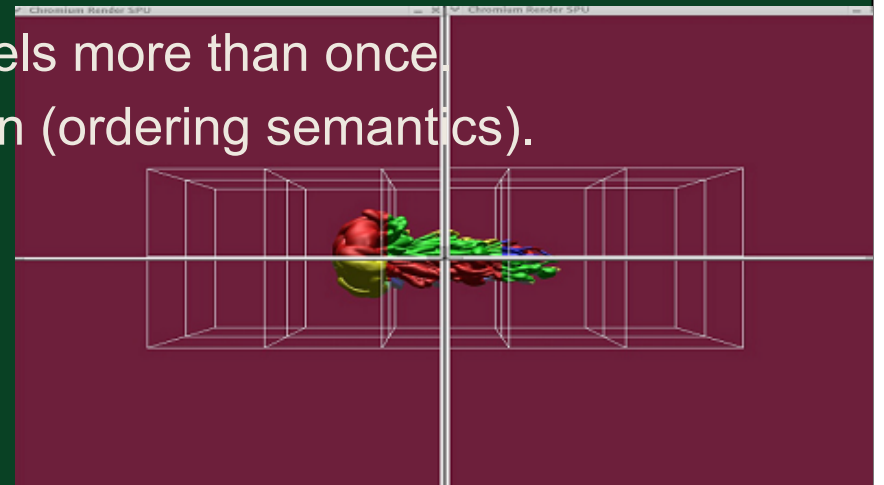 Chromium Render SPU Chromium Render SPU
els more than once.
n (ordering semantics).